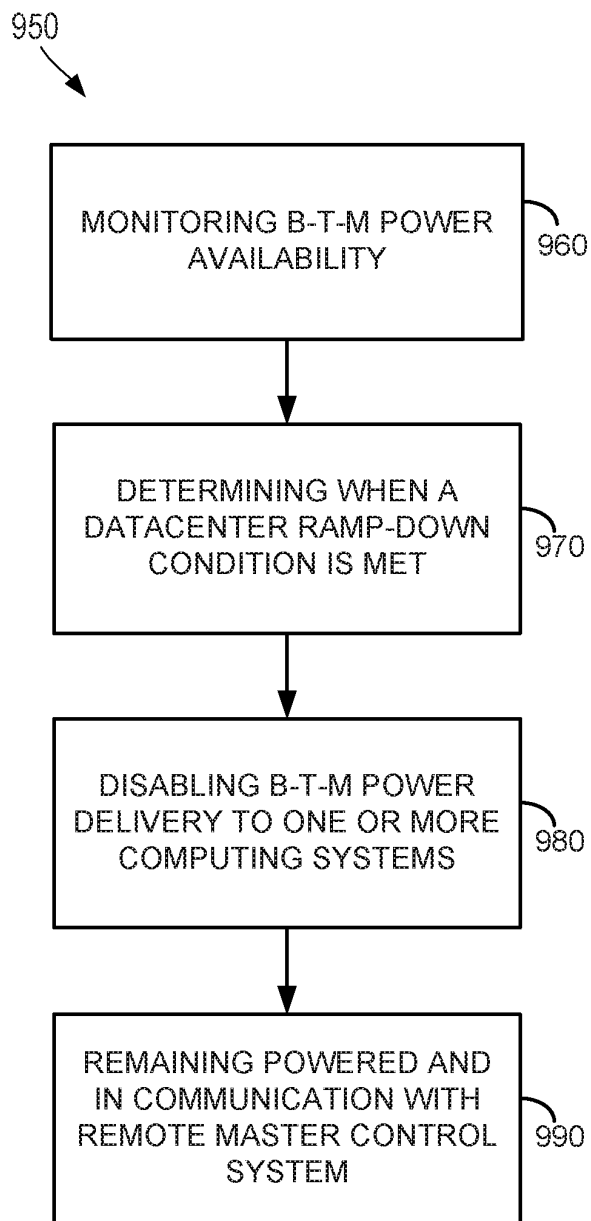 950
MONITORING B-T-M POWER
AVAILABILITY
960
DETERMINING WHEN A
DATACENTER RAMP-DOWN
CONDITION IS MET
970
DISABLING B-T-M POWER
DELIVERY TO ONE OR MORE
COMPUTING SYSTEMS
980
REMAINING POWERED AND
IN COMMUNICATION WITH
REMOTE MASTER CONTROL
SYSTEM
990